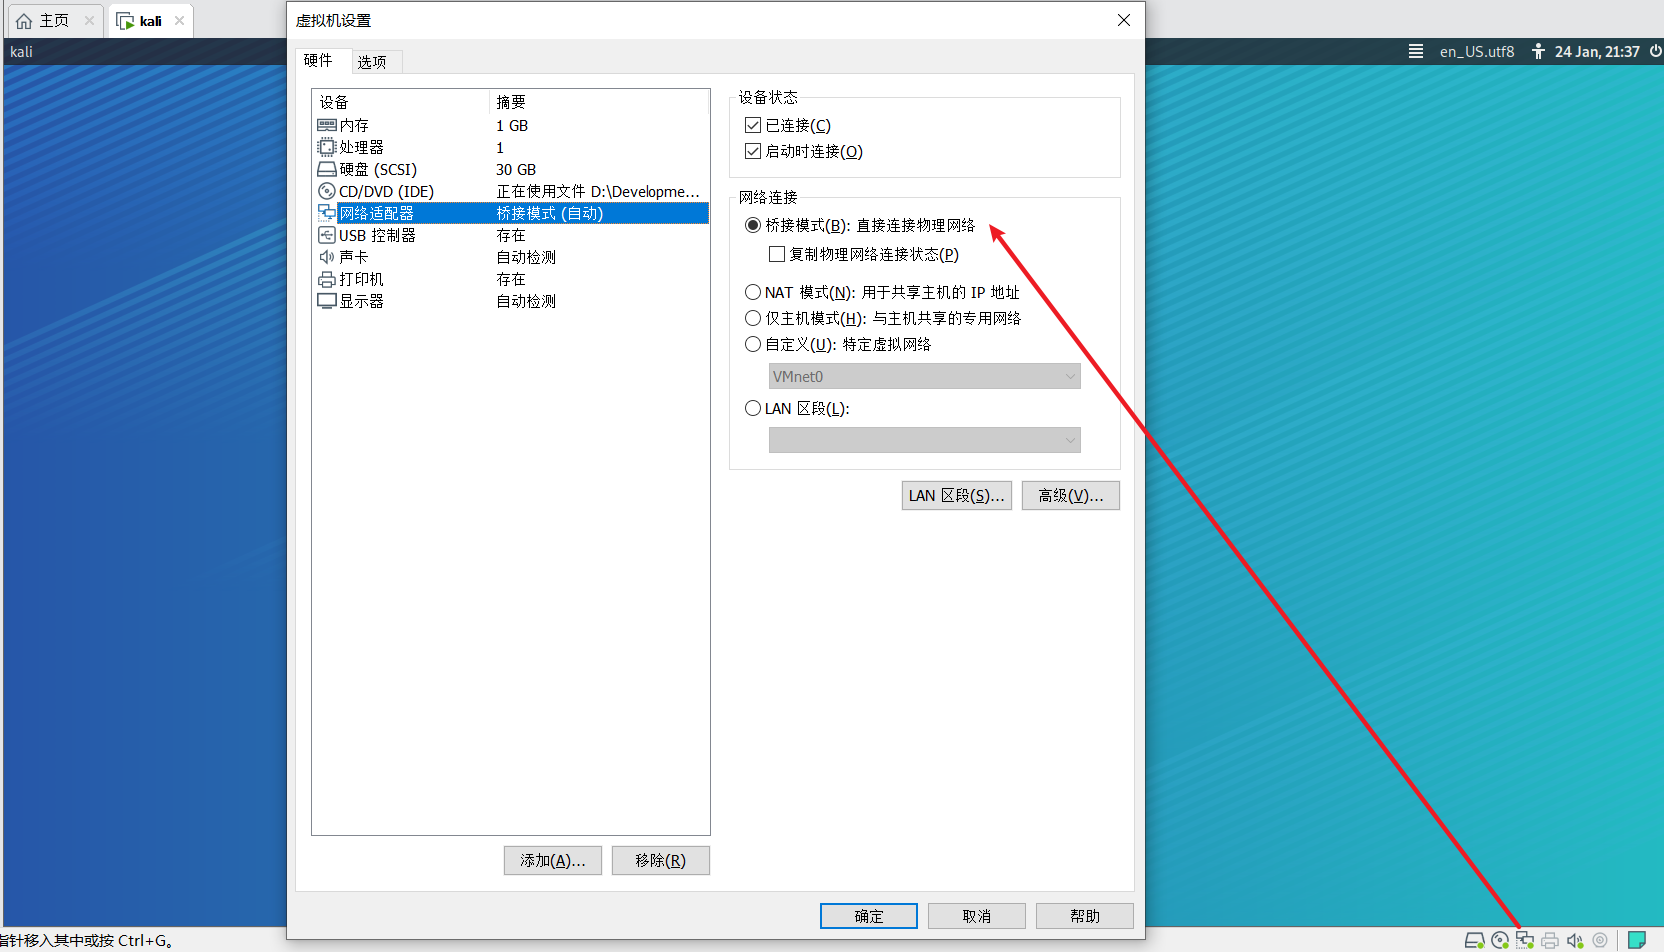 主页
kali
虚拟机设置
kali
en_US.utf8
24 Jan, 21:37
硬件
选项
设备
摘要
内存
1 GB
处理器
1
硬盘 (SCSI)
30 GB
CD/DVD (IDE)
正在使用文件 D:\Developme...
网络适配器
桥接模式 (自动)
USB 控制器
存在
声卡
自动检测
打印机
存在
显示器
自动检测
添加(A)...
移除(R)
设备状态
已连接(C)
启动时连接(O)
网络连接
桥接模式(B): 直接连接物理网络
复制物理网络连接状态(P)
NAT 模式(N): 用于共享主机的 IP 地址
仅主机模式(H): 与主机共享的专用网络
自定义(U): 特定虚拟网络
VMnet0
LAN 区段(L):
LAN 区段(S)...
高级(V)...
确定
取消
帮助
指针移入其中或按 Ctrl+G。